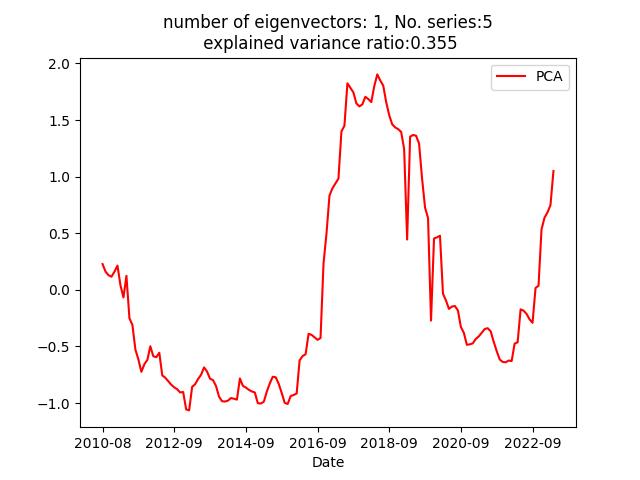 number of eigenvectors: 1, No. series:5
explained variance ratio:0.355
PCA
2.0
1.5
1.0
0.5
0.0
−0.5
−1.0
2010-08 2012-09 2014-09 2016-09 2018-09 2020-09 2022-09
Date